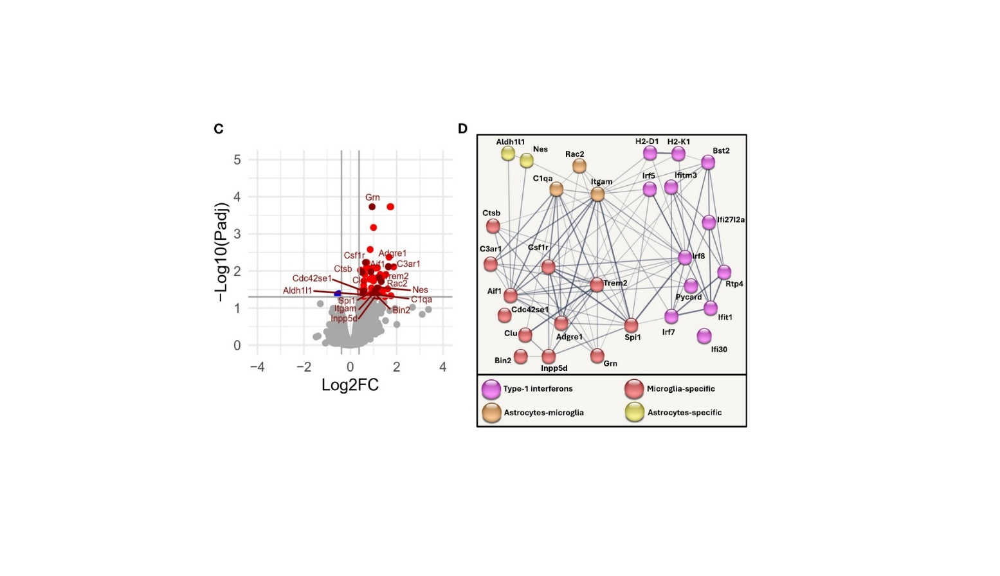 C
−Log10(Padj)
5
4
3
2
1
0
Grn
Csf1r
Adgre1
Aif1
C3ar1
Ctsb
Trem2
Cdc42se1
Rac2
Aldh1l1
Nes
Spi1
C1qa
Itgam
Bin2
Inpp5d
−4
−2
0
2
4
Log2FC
D
Aldh1l1
Nes
Rac2
H2-D1
H2-K1
Bst2
C1qa
Itgam
Irf5
Ifitm3
Ctsb
Ifi27l2a
C3ar1
Csf1r
Irf8
Aif1
Trem2
Rtp4
Pycard
Cdc42se1
Ifit1
Clu
Adgre1
Spi1
Irf7
Ifi30
Bin2
Inpp5d
Grn
Type-1 interferons
Microglia-specific
Astrocytes-microglia
Astrocytes-specific